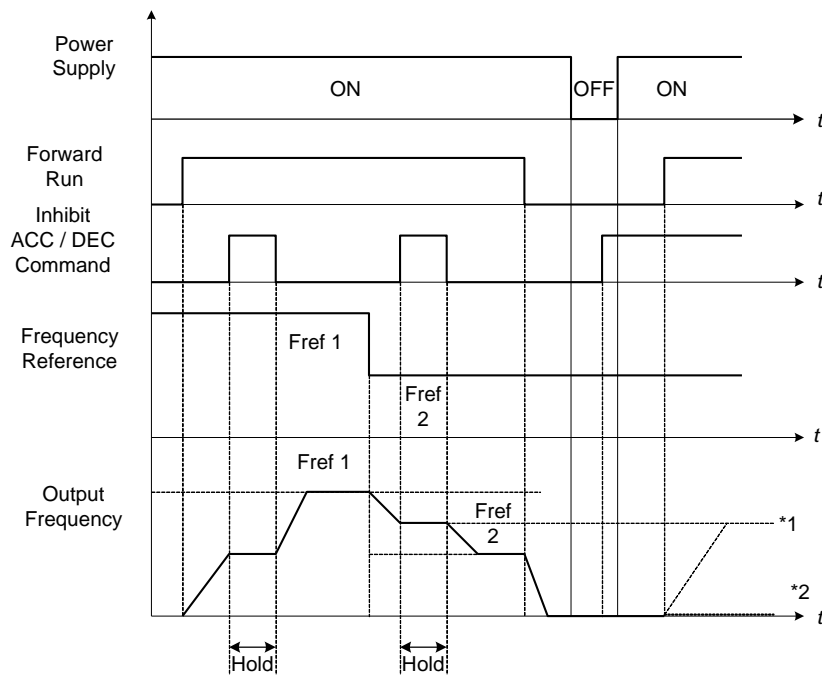 Power
Supply
ON
OFF
ON
t
Forward
Run
t
Inhibit
ACC / DEC
Command
t
Frequency
Reference
Fref 1
Fref
2
t
Output
Frequency
Fref 1
Fref
2
*1
*2
t
Hold
Hold